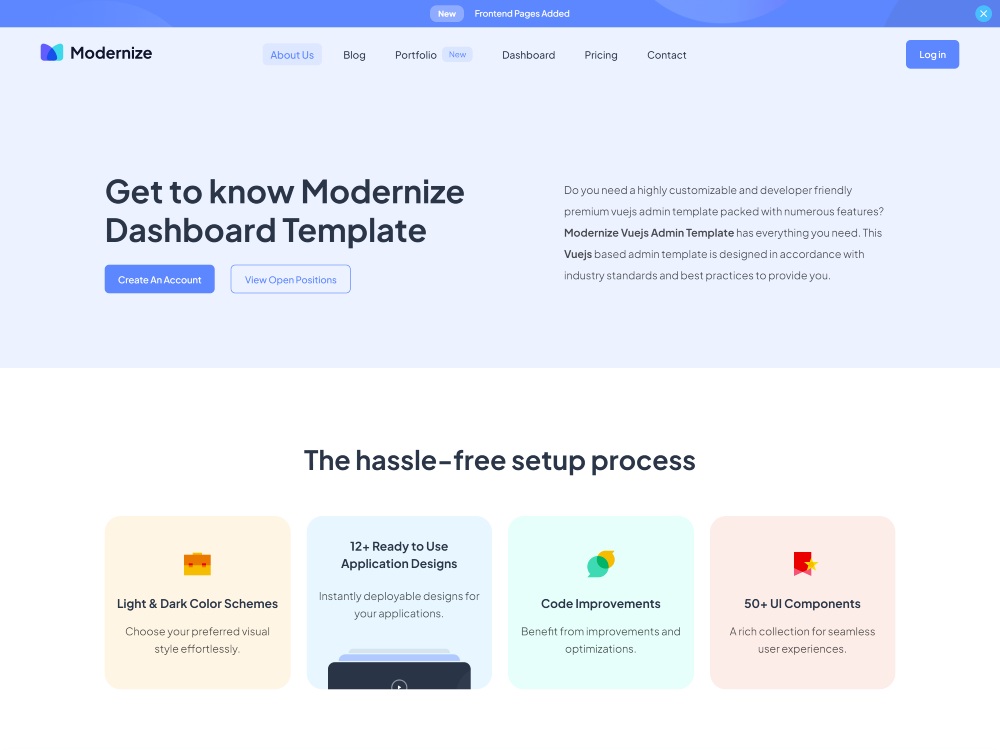 New Frontend Pages Added
Modernize About Us Blog Portfolio New Dashboard Pricing Contact Log in
Get to know Modernize
Dashboard Template
Create An Account View Open Positions
Do you need a highly customizable and developer friendly
premium vuejs admin template packed with numerous features?
Modernize Vuejs Admin Template has everything you need. This
Vuejs based admin template is designed in accordance with
industry standards and best practices to provide you.
The hassle-free setup process
Light & Dark Color Schemes
Choose your preferred visual
style effortlessly.
12+ Ready to Use
Application Designs
Instantly deployable designs for
your applications.
Code Improvements
Benefit from improvements and
optimizations.
50+ UI Components
A rich collection for seamless
user experiences.